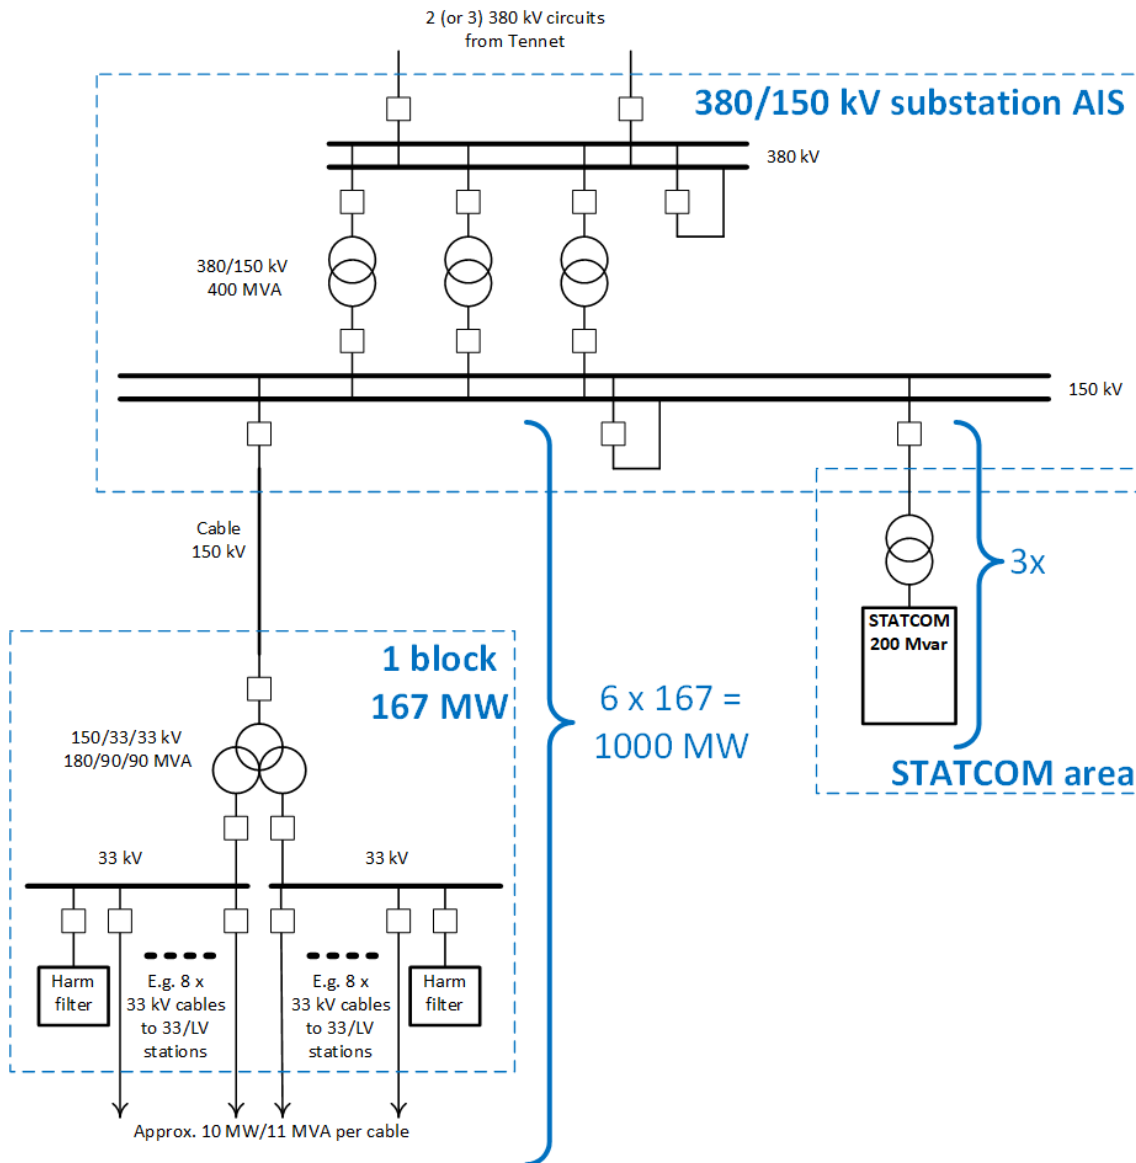 2 (or 3) 380 kV circuits
from Tennet
380/150 kV substation AIS
380 kV
380/150 kV
400 MVA
150 kV
Cable
150 kV
3x
STATCOM
200 Mvar
1 block
167 MW
6 x 167 =
1000 MW
150/33/33 kV
180/90/90 MVA
STATCOM area
33 kV
33 kV
Harm
filter
E.g. 8 x
33 kV cables
to 33/LV
stations
E.g. 8 x
33 kV cables
to 33/LV
stations
Harm
filter
Approx. 10 MW/11 MVA per cable